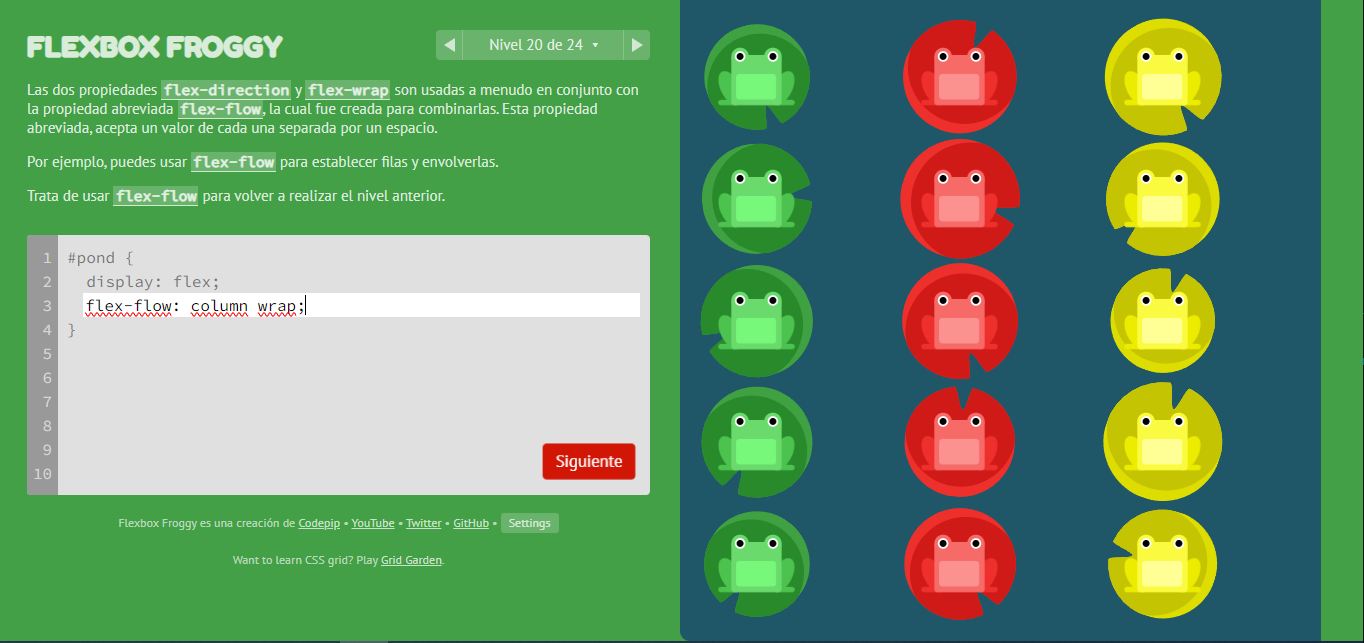 FLEXBOX FROGGY
Nivel 20 de 24
Las dos propiedades flex-direction y flex-wrap son usadas a menudo en conjunto con
la propiedad abreviada flex-flow, la cual fue creada para combinarlas. Esta propiedad
abreviada, acepta un valor de cada una separada por un espacio.
Por ejemplo, puedes usar flex-flow para establecer filas y envolverlas.
Trata de usar flex-flow para volver a realizar el nivel anterior.
1 #pond {
2 display: flex;
3 flex-flow: column wrap;
4 }
5
6
7
8
9
10
Siguiente
Flexbox Froggy es una creación de Codepip • YouTube • Twitter • GitHub • Settings
Want to learn CSS grid? Play Grid Garden.